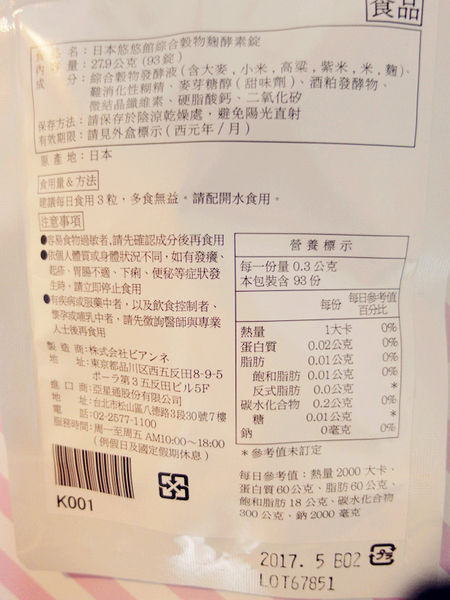 食品
品名：日本悠悠館綜合穀物麴酵素錠
內容量：27.9公克(93錠)
成分：綜合穀物發酵液(含大麥,小米,高粱,紫米,米,麴)、
難消化性糊精、麥芽糖醇(甜味劑)、酒粕發酵物、
微結晶纖維素、硬脂酸鈣、二氧化矽
保存方法：請保存於陰涼乾燥處，避免陽光直射
有效期限：請見外盒標示(西元年/月)
原產地：日本
食用量&方法
建議每日食用3粒，多食無益。請配開水食用。
注意事項
●容易食物過敏者,請先確認成分後再食用
●依個人體質或身體狀況不同,如有發癢、
起疹、胃腸不適、下痢、便秘等症狀發
生時,請立即停止食用
●有疾病或服藥中者，以及飲食控制者、
懷孕或哺乳中者，請先徵詢醫師與專業
人士後再食用
製造商：株式会社ビアンネ
地址：東京都品川区西五反田8-9-5
ポーラ第3五反田ビル5F
進口商：亞星通股份有限公司
地址：台北市松山區八德路3段30號7樓
電話：02-2577-1100
服務時間：周一至周五 AM10:00~18:00
(例假日及國定假期休息)
K001
營養標示
每一份量 0.3公克
本包裝含 93份
每份 每日參考值百分比
熱量 1大卡 0%
蛋白質 0.02公克 0%
脂肪 0.01公克 0%
飽和脂肪 0.01公克 0%
反式脂肪 0.0公克 *
碳水化合物 0.2公克 0%
糖 0.01公克 *
鈉 0毫克 0%
*參考值未訂定
每日參考值：熱量 2000 大卡、
蛋白質 60 公克、脂肪 60 公克、
飽和脂肪 18 公克、碳水化合物
300 公克、鈉 2000 毫克
2017. 5 B02 プラ
LOT67851